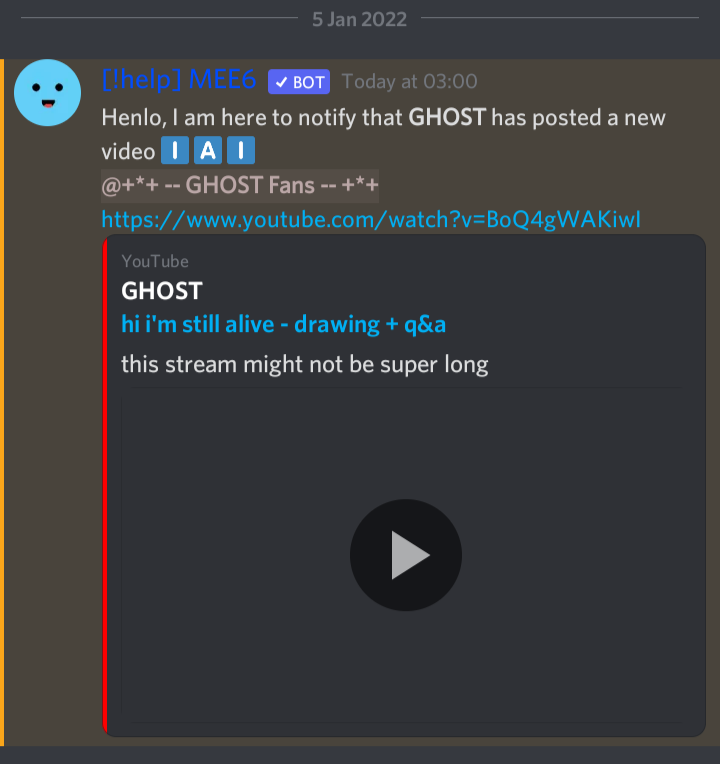 5 Jan 2022
[!help] MEE6 ✓ BOT Today at 03:00
Henlo, I am here to notify that GHOST has posted a new
video I A I
@+*+ -- GHOST Fans -- +*+
https://www.youtube.com/watch?v=BoQ4gWAKiwI
YouTube
GHOST
hi i'm still alive - drawing + q&a
this stream might not be super long